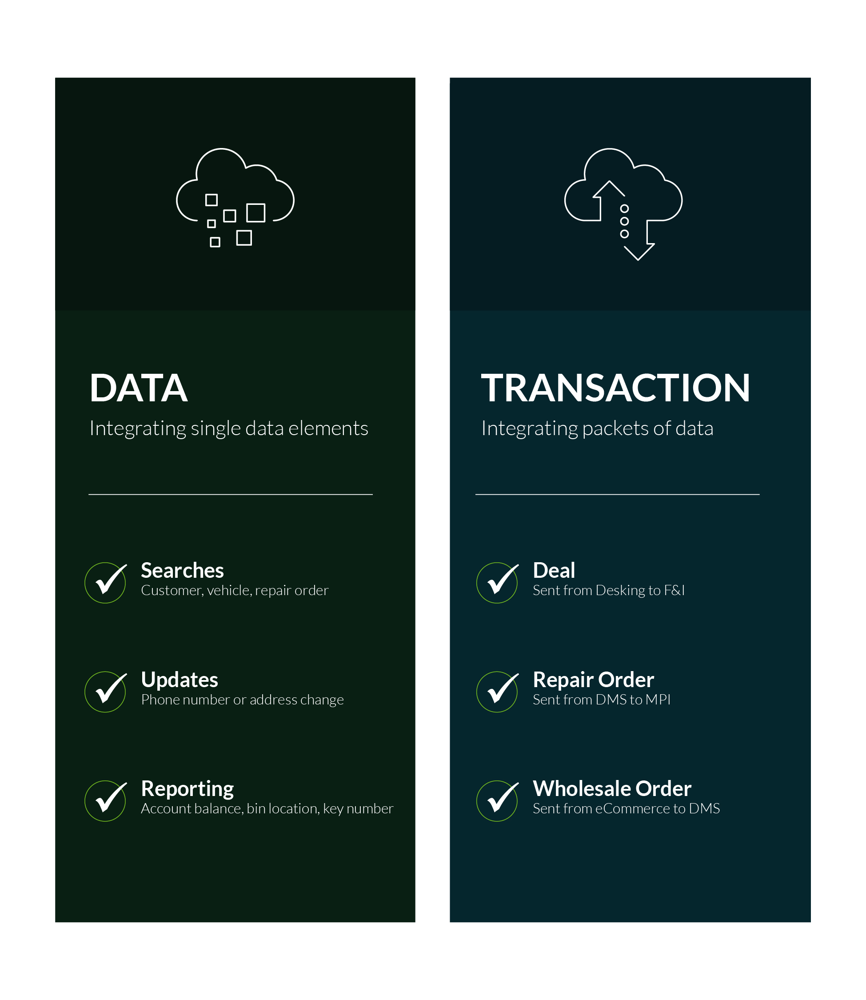 DATA
Integrating single data elements
Searches
Customer, vehicle, repair order
Updates
Phone number or address change
Reporting
Account balance, bin location, key number
TRANSACTION
Integrating packets of data
Deal
Sent from Desking to F&I
Repair Order
Sent from DMS to MPI
Wholesale Order
Sent from eCommerce to DMS